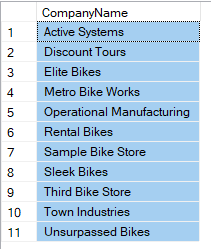 CompanyName
1 Active Systems
2 Discount Tours
3 Elite Bikes
4 Metro Bike Works
5 Operational Manufacturing
6 Rental Bikes
7 Sample Bike Store
8 Sleek Bikes
9 Third Bike Store
10 Town Industries
11 Unsurpassed Bikes